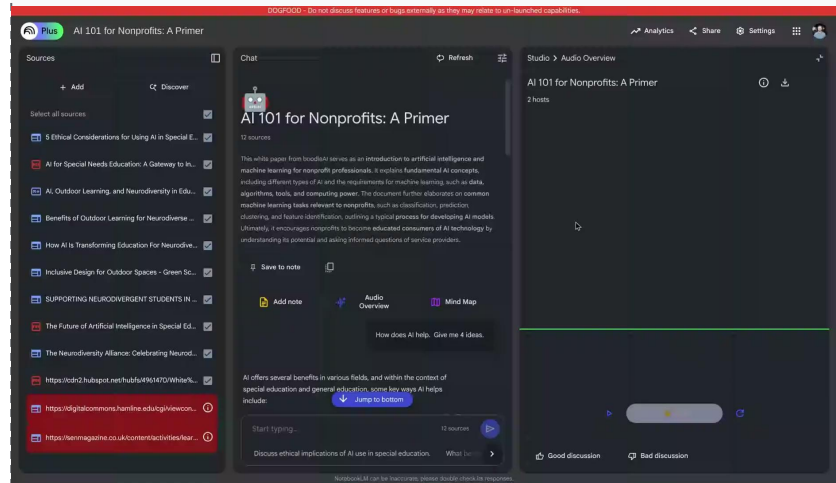 DOGFOOD - Do not discuss features or bugs externally as they may relate to un-launched capabilities.
Plus
AI 101 for Nonprofits: A Primer
Analytics
Share
Settings
Sources
+ Add
Discover
Select all sources
5 Ethical Considerations for Using AI in Special E...
AI for Special Needs Education: A Gateway to In...
AI, Outdoor Learning, and Neurodiversity in Edu...
Benefits of Outdoor Learning for Neurodiverse ...
How AI Is Transforming Education For Neurodive...
Inclusive Design for Outdoor Spaces - Green Sc...
SUPPORTING NEURODIVERGENT STUDENTS IN ...
The Future of Artificial Intelligence in Special Ed...
The Neurodiversity Alliance: Celebrating Neurod...
https://cdn2.hubspot.net/hubfs/4961470/White%...
https://digitalcommons.hamline.edu/cgi/viewcon...
https://senmagazine.co.uk/content/activities/lear...
Chat
Refresh
AI 101 for Nonprofits: A Primer
12 sources
This white paper from boodleAI serves as an introduction to artificial intelligence and
machine learning for nonprofit professionals. It explains fundamental AI concepts,
including different types of AI and the requirements for machine learning, such as data,
algorithms, tools, and computing power. The document further elaborates on common
machine learning tasks relevant to nonprofits, such as classification, prediction,
clustering, and feature identification, outlining a typical process for developing AI models.
Ultimately, it encourages nonprofits to become educated consumers of AI technology by
understanding its potential and asking informed questions of service providers.
Save to note
Add note
Audio
Overview
Mind Map
How does AI help. Give me 4 ideas.
AI offers several benefits in various fields, and within the context of
special education and general education, some key ways AI helps
include:
Jump to bottom
Start typing...
12 sources
Discuss ethical implications of AI use in special education.
What
Studio > Audio Overview
AI 101 for Nonprofits: A Primer
2 hosts
Good discussion
Bad discussion
NotebookLM can be inaccurate; please double check its responses.